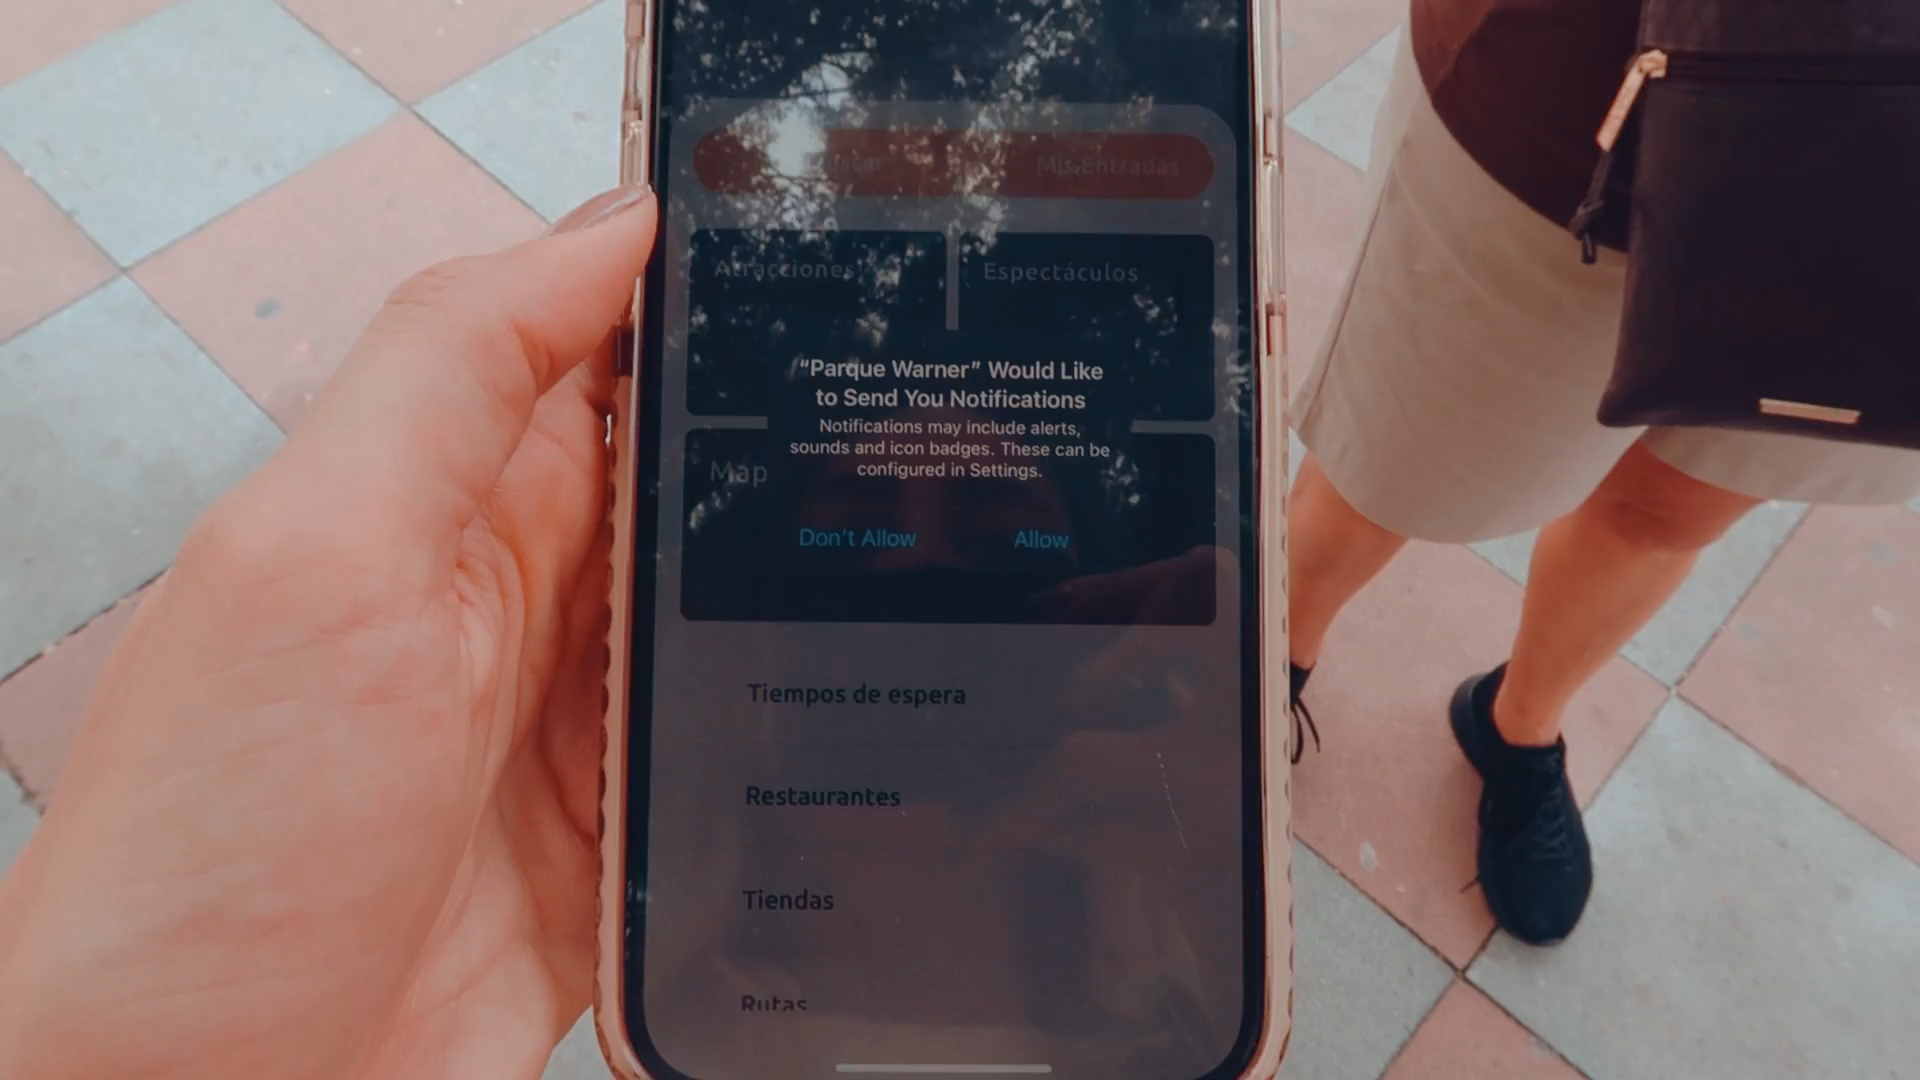 Buscar Mis Entradas
Atracciones Espectáculos
“Parque Warner” Would Like
to Send You Notifications
Notifications may include alerts,
sounds and icon badges. These can be
configured in Settings.
Map
Don’t Allow Allow
Tiempos de espera
Restaurantes
Tiendas
Rutas